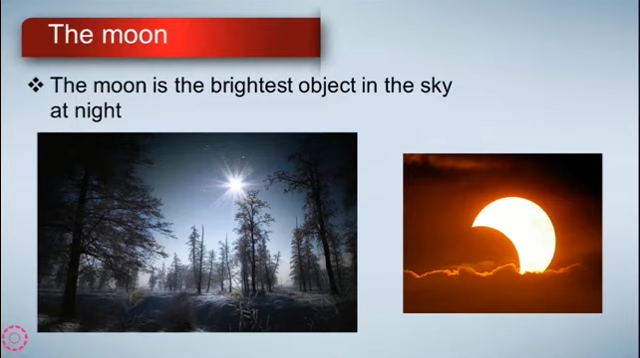 The moon
The moon is the brightest object in the sky
at night